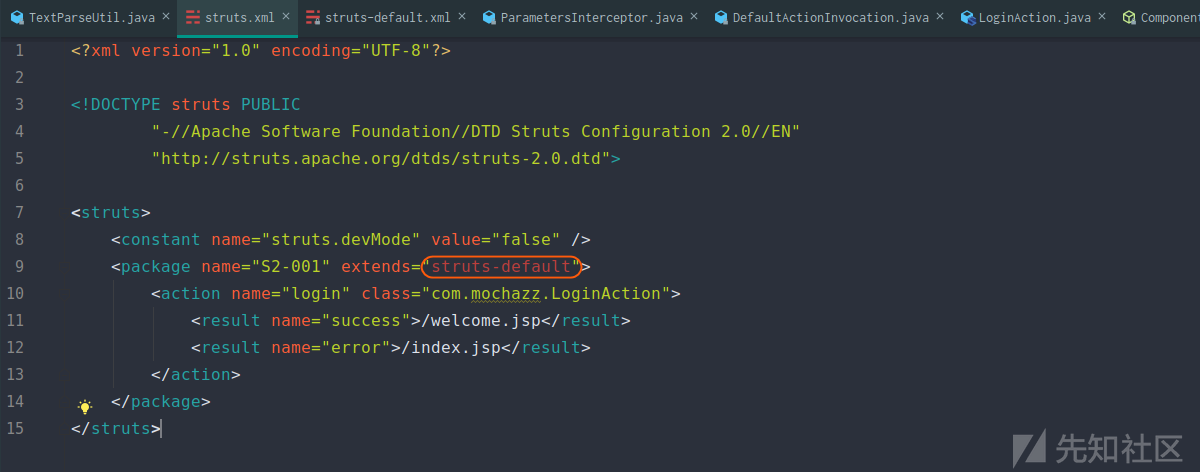 TextParseUtil.java × struts.xml × struts-default.xml × ParametersInterceptor.java × DefaultActionInvocation.java × LoginAction.java × Component
1 <?xml version="1.0" encoding="UTF-8"?>
2
3 <!DOCTYPE struts PUBLIC
4 "-//Apache Software Foundation//DTD Struts Configuration 2.0//EN"
5 "http://struts.apache.org/dtds/struts-2.0.dtd">
6
7 <struts>
8 <constant name="struts.devMode" value="false" />
9 <package name="S2-001" extends="struts-default">
10 <action name="login" class="com.mochazz.LoginAction">
11 <result name="success">/welcome.jsp</result>
12 <result name="error">/index.jsp</result>
13 </action>
14 </package>
15 </struts>
先知社区